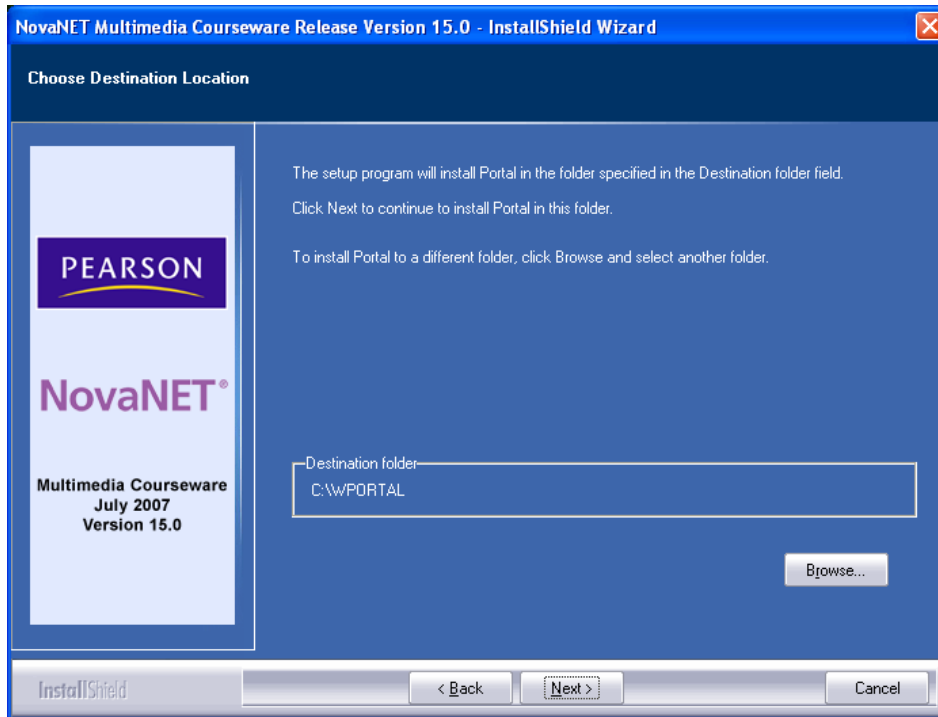 NovaNET Multimedia Courseware Release Version 15.0 - InstallShield Wizard
Choose Destination Location
The setup program will install Portal in the folder specified in the Destination folder field.
Click Next to continue to install Portal in this folder.
To install Portal to a different folder, click Browse and select another folder.
PEARSON
NovaNET®
Multimedia Courseware
July 2007
Version 15.0
Destination folder
C:\WPORTAL
Browse...
InstallShield
< Back
Next >
Cancel